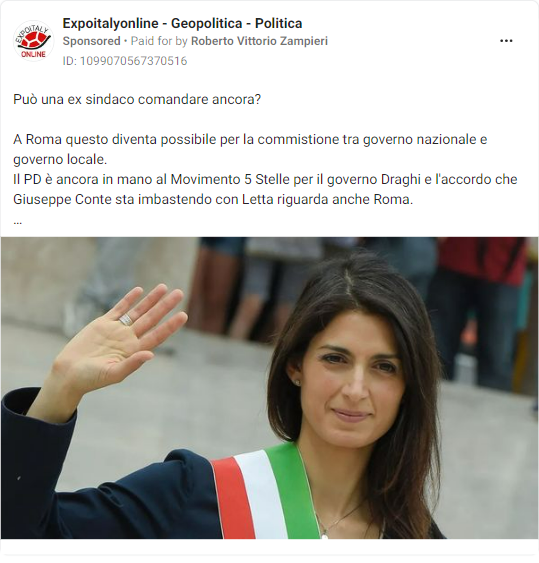 Expoitalyonline - Geopolitica - Politica
Sponsored • Paid for by Roberto Vittorio Zampieri
ID: 1099070567370516
EXPOITALY
ONLINE
Può una ex sindaco comandare ancora?
A Roma questo diventa possibile per la commistione tra governo nazionale e
governo locale.
Il PD è ancora in mano al Movimento 5 Stelle per il governo Draghi e l'accordo che
Giuseppe Conte sta imbastendo con Letta riguarda anche Roma.
...